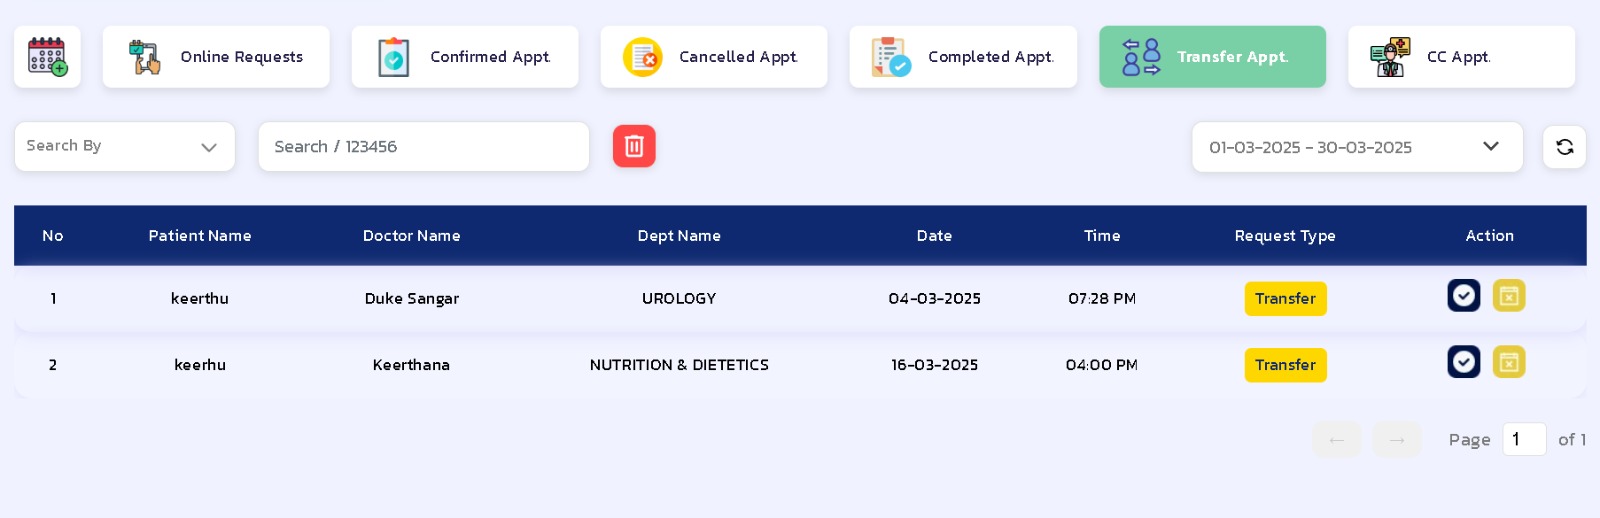 Online Requests Confirmed Appt. Cancelled Appt. Completed Appt. Transfer Appt. CC Appt.
Search By Search / 123456 01-03-2025 - 30-03-2025
No Patient Name Doctor Name Dept Name Date Time Request Type Action
1 keerthu Duke Sangar UROLOGY 04-03-2025 07:28 PM Transfer
2 keerhu Keerthana NUTRITION & DIETETICS 16-03-2025 04:00 PM Transfer
← → Page 1 of 1